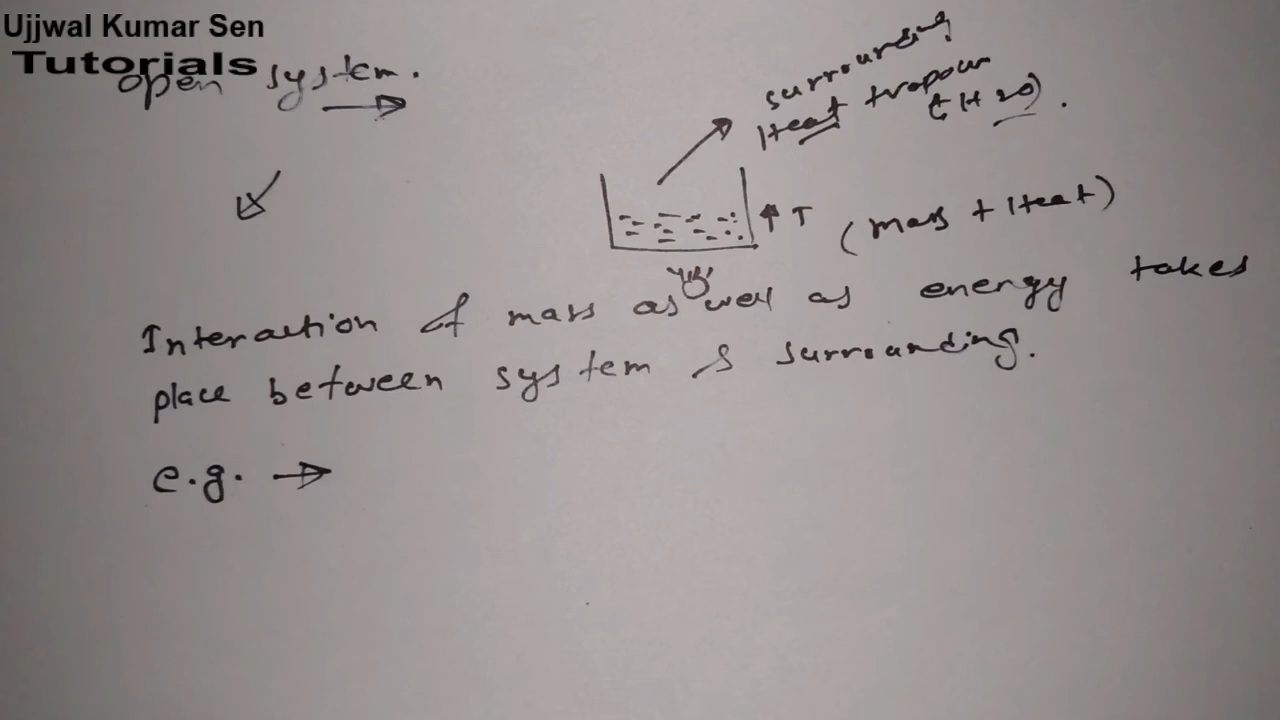 Ujjwal Kumar Sen
Tutorials
open system.
surrounding
Heat + vapour
(H2O).
↑ T (mass + Heat)
Interaction of mass as well as energy takes
place between system & surrounding.
e.g. →